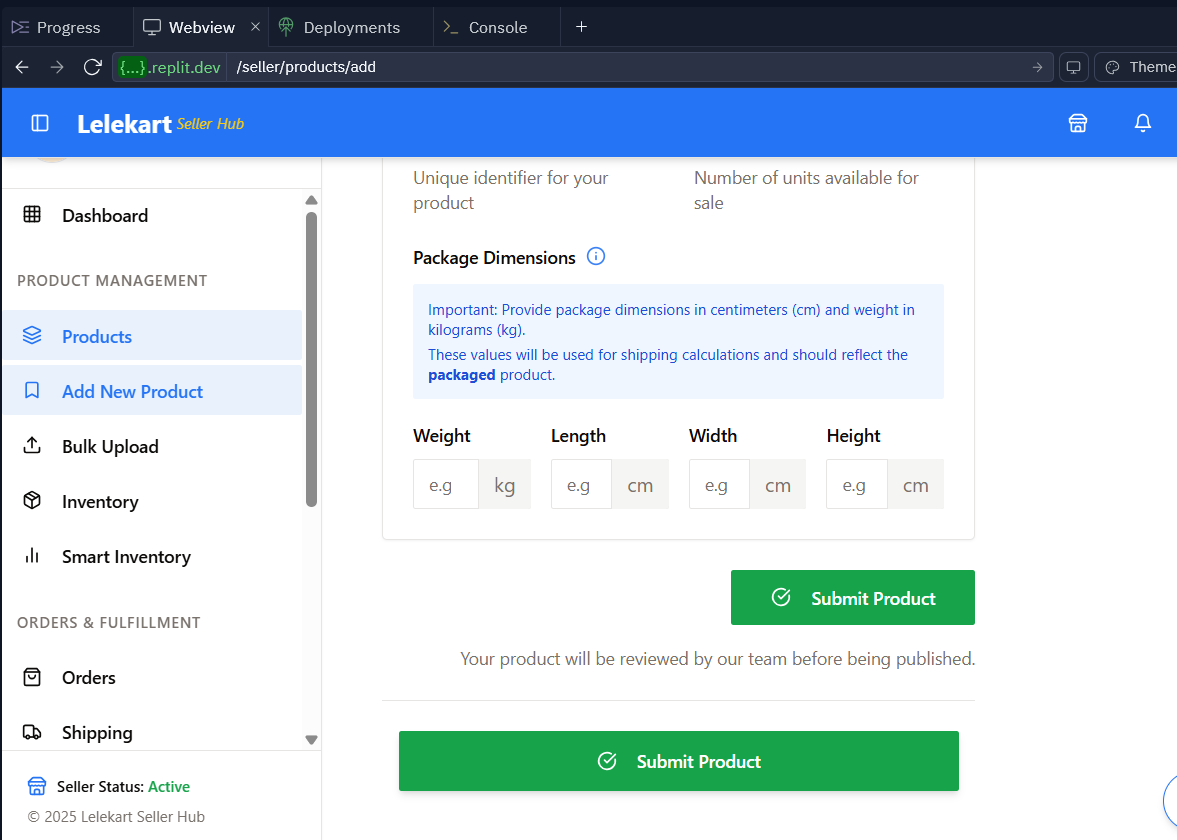 Progress
Webview
Deployments
Console
{...}.replit.dev /seller/products/add
Theme
Lelekart Seller Hub
Dashboard
PRODUCT MANAGEMENT
Products
Add New Product
Bulk Upload
Inventory
Smart Inventory
ORDERS & FULFILLMENT
Orders
Shipping
Seller Status: Active
© 2025 Lelekart Seller Hub
Unique identifier for your
product
Number of units available for
sale
Package Dimensions
Important: Provide package dimensions in centimeters (cm) and weight in
kilograms (kg).
These values will be used for shipping calculations and should reflect the
packaged product.
Weight
e.g kg
Length
e.g cm
Width
e.g cm
Height
e.g cm
Submit Product
Your product will be reviewed by our team before being published.
Submit Product